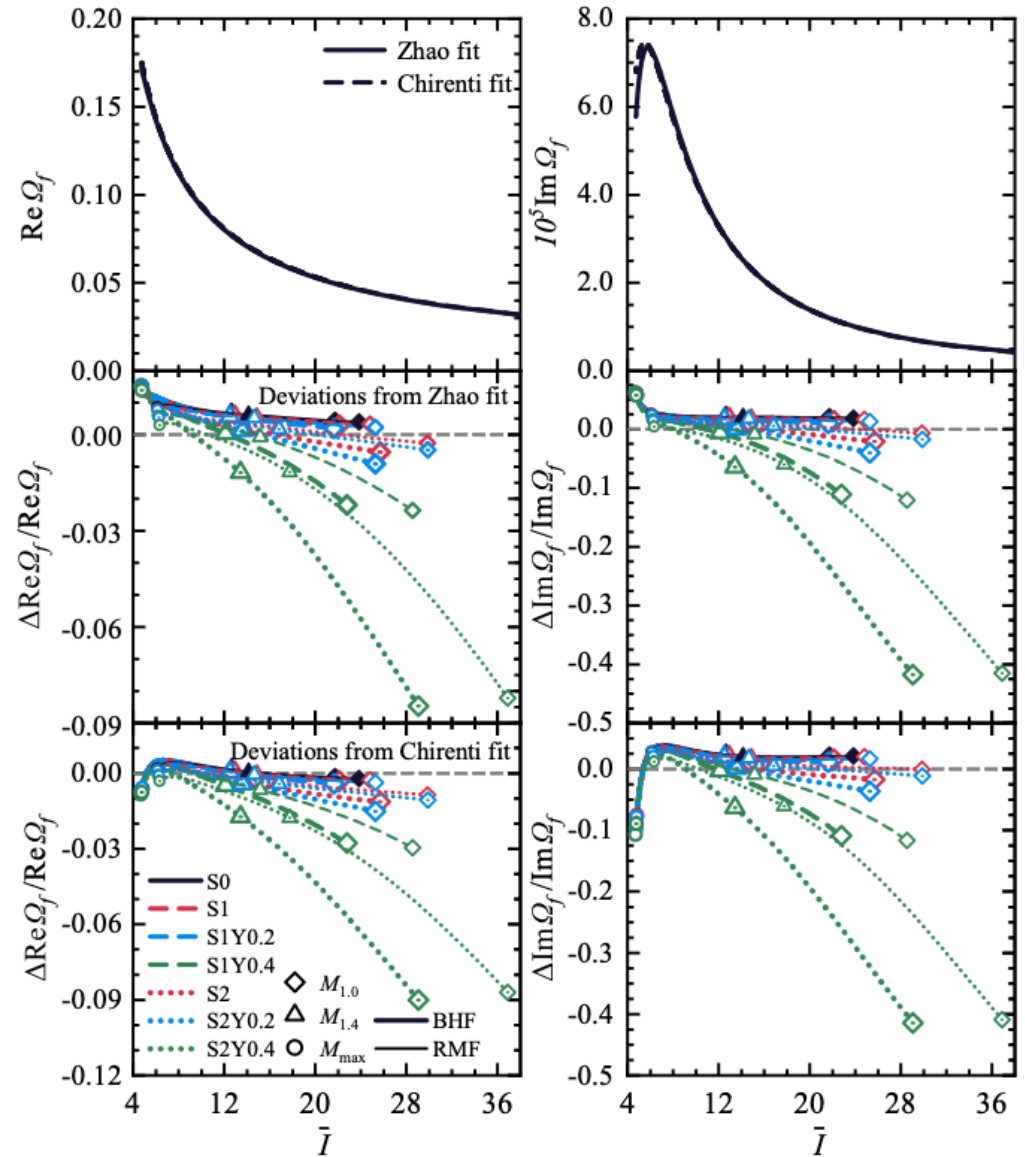 0.20
0.15
0.10
0.05
0.00
Re Ω_f
Zhao fit
Chirenti fit
8.0
6.0
4.0
2.0
0.0
10^5 Im Ω_f
0.00
-0.03
-0.06
-0.09
ΔReΩ_f/ReΩ_f
Deviations from Zhao fit
0.0
-0.1
-0.2
-0.3
-0.4
-0.5
ΔImΩ_f/ImΩ_f
0.00
-0.03
-0.06
-0.09
-0.12
ΔReΩ_f/ReΩ_f
Deviations from Chirenti fit
S0
S1
S1Y0.2
S1Y0.4
S2
S2Y0.2
S2Y0.4
M_1.0
M_1.4
M_max
BHF
RMF
4 12 20 28 36
Ī
0.0
-0.1
-0.2
-0.3
-0.4
-0.5
ΔImΩ_f/ImΩ_f
4 12 20 28 36
Ī